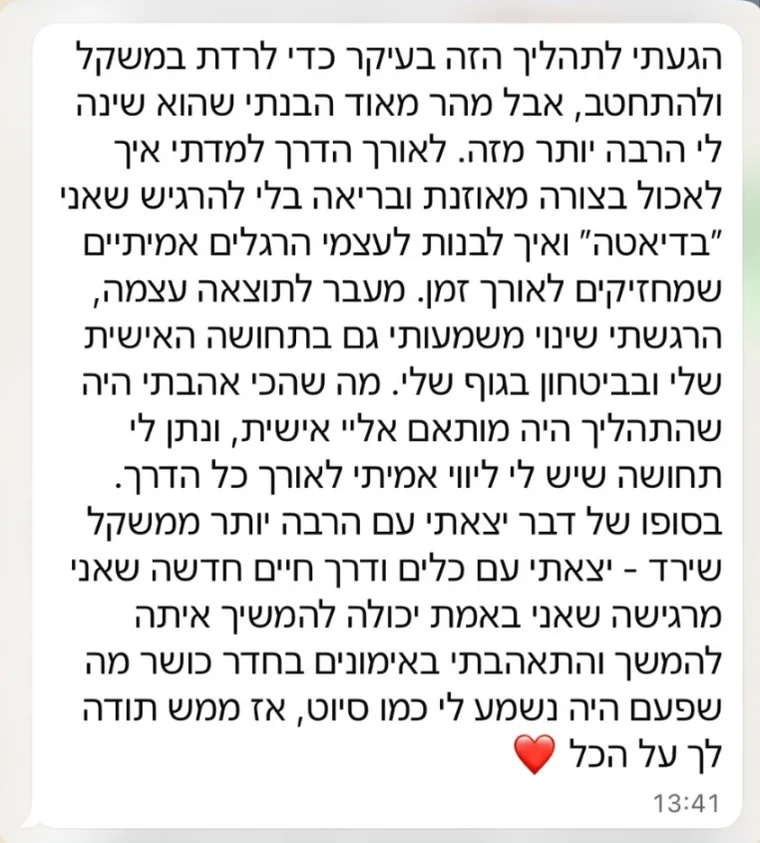 הגעתי לתהליך הזה בעיקר כדי לרדת במשקל
ולהתחטב, אבל מהר מאוד הבנתי שהוא שינה
לי הרבה יותר מזה. לאורך הדרך למדתי איך
לאכול בצורה מאוזנת ובריאה בלי להרגיש שאני
״בדיאטה״ ואיך לבנות לעצמי הרגלים אמיתיים
שמחזיקים לאורך זמן. מעבר לתוצאה עצמה,
הרגשתי שינוי משמעותי גם בתחושה האישית
שלי ובביטחון בגוף שלי. מה שהכי אהבתי היה
שהתהליך היה מותאם אליי אישית, ונתן לי
תחושה שיש לי ליווי אמיתי לאורך כל הדרך.
בסופו של דבר יצאתי עם הרבה יותר ממשקל
שירד - יצאתי עם כלים ודרך חיים חדשה שאני
מרגישה שאני באמת יכולה להמשיך איתה
להמשך והתאהבתי באימונים בחדר כושר מה
שפעם היה נשמע לי כמו סיוט, אז ממש תודה
לך על הכל ❤️
13:41